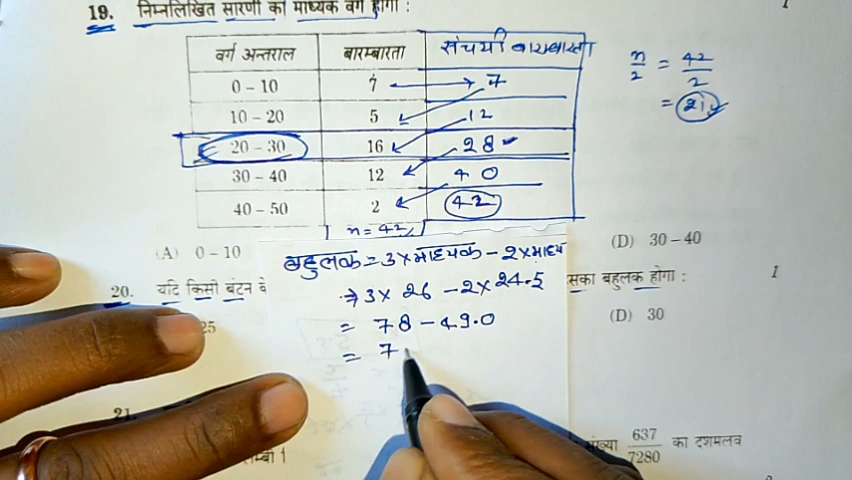 19. निम्नलिखित सारणी का माध्यक वर्ग होगा :
1
वर्ग अन्तराल बारम्बारता संचयी बारम्बारता
0 – 10 7 7
10 – 20 5 12
20 – 30 16 28
30 – 40 12 40
40 – 50 2 42
n = 42
n/2 = 42/2
= 21
(A) 0 – 10 (D) 30 – 40
बहुलक = 3 × माध्यक – 2 × माध्य
20. यदि किसी बंटन के सका बहुलक होगा : 1
→ 3 × 26 – 2 × 24.5
25 (D) 30
= 78 – 49.0
= 7
21.
संख्या 637/7280 का दशमलव